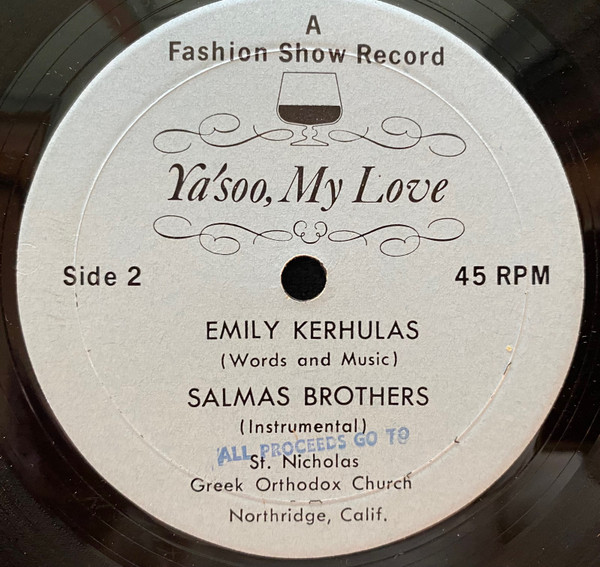 A
Fashion Show Record
Ya'soo, My Love
Side 2
45 RPM
EMILY KERHULAS
(Words and Music)
SALMAS BROTHERS
(Instrumental)
ALL PROCEEDS GO TO
St. Nicholas
Greek Orthodox Church
Northridge, Calif.